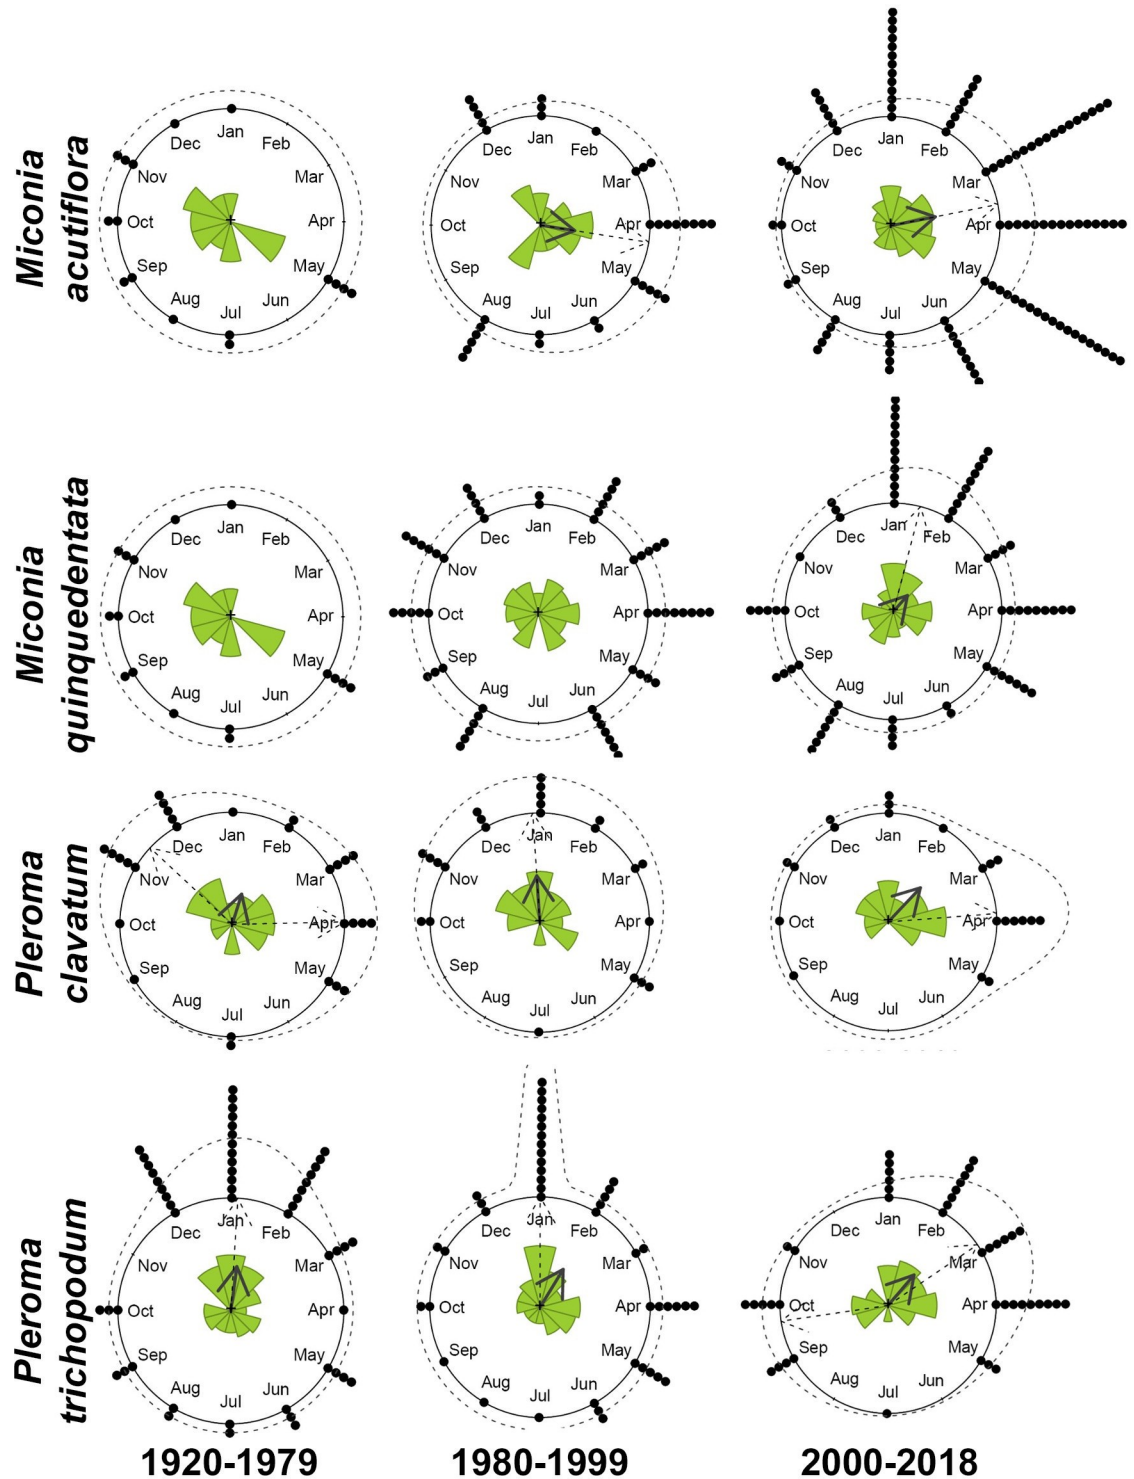 Miconia
acutiflora
Jan
Feb
Mar
Apr
May
Jun
Jul
Aug
Sep
Oct
Nov
Dec
Jan
Feb
Mar
Apr
May
Jun
Jul
Aug
Sep
Oct
Nov
Dec
Jan
Feb
Mar
Apr
May
Jun
Jul
Aug
Sep
Oct
Nov
Dec
Miconia
quinquedentata
Jan
Feb
Mar
Apr
May
Jun
Jul
Aug
Sep
Oct
Nov
Dec
Jan
Feb
Mar
Apr
May
Jun
Jul
Aug
Sep
Oct
Nov
Dec
Jan
Feb
Mar
Apr
May
Jun
Jul
Aug
Sep
Oct
Nov
Dec
Pleroma
clavatum
Jan
Feb
Mar
Apr
May
Jun
Jul
Aug
Sep
Oct
Nov
Dec
Jan
Feb
Mar
Apr
May
Jun
Jul
Aug
Sep
Oct
Nov
Dec
Jan
Feb
Mar
Apr
May
Jun
Jul
Aug
Sep
Oct
Nov
Dec
Pleroma
trichopodum
Jan
Feb
Mar
Apr
May
Jun
Jul
Aug
Sep
Oct
Nov
Dec
Jan
Feb
Mar
Apr
May
Jun
Jul
Aug
Sep
Oct
Nov
Dec
Jan
Feb
Mar
Apr
May
Jun
Jul
Aug
Sep
Oct
Nov
Dec
1920-1979
1980-1999
2000-2018